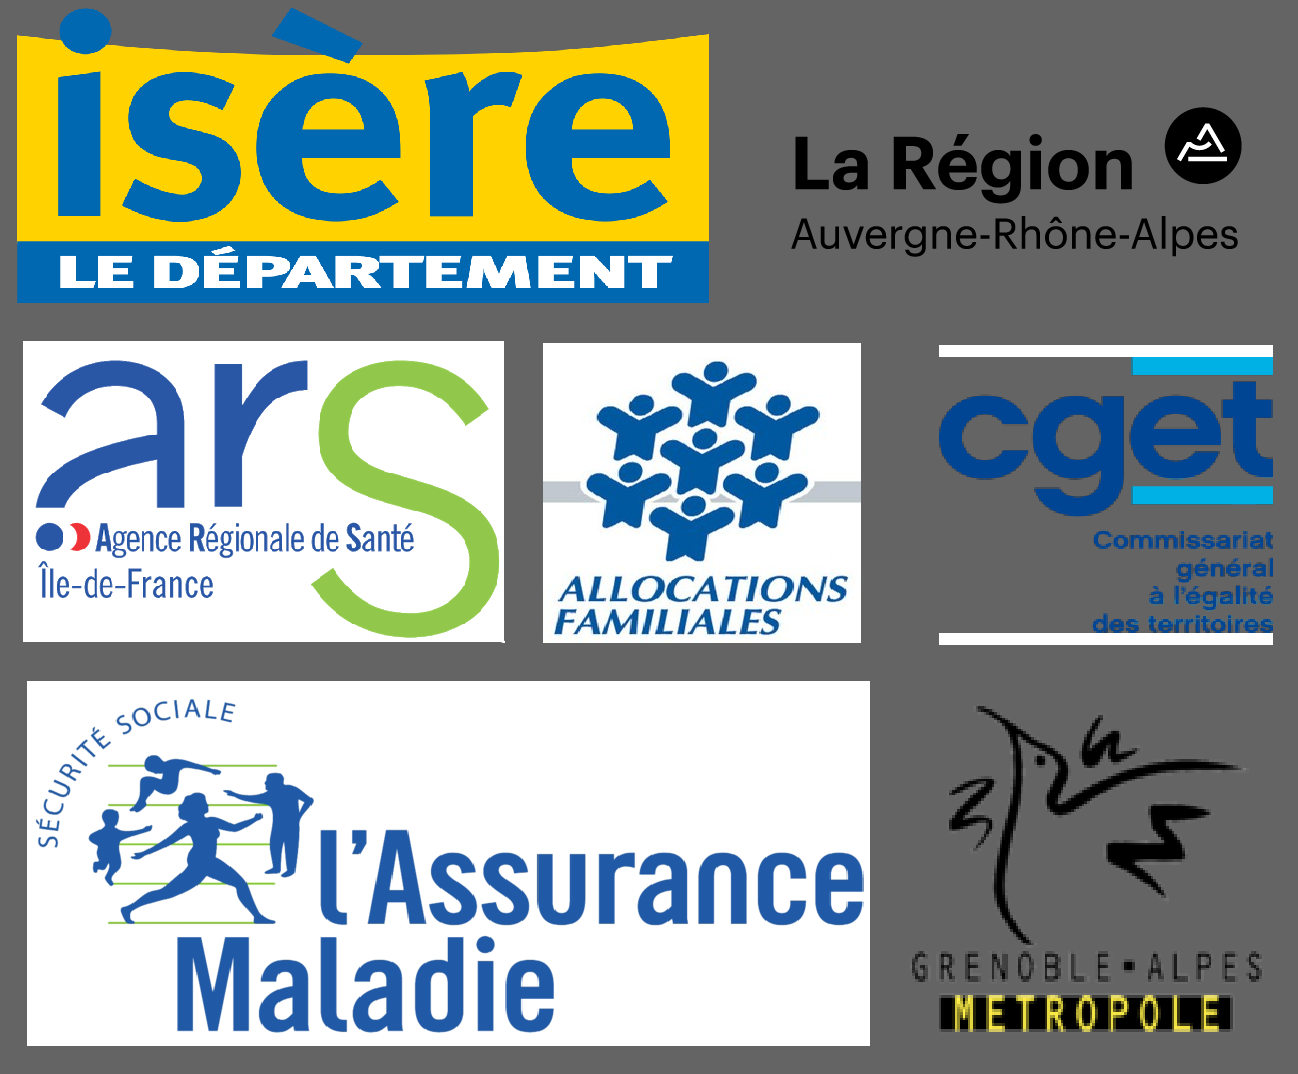 isère
LE DÉPARTEMENT
La Région
Auvergne-Rhône-Alpes
ars
Agence Régionale de Santé
Île-de-France
ALLOCATIONS
FAMILIALES
cget
Commissariat
général
à l'égalité
des territoires
SÉCURITÉ SOCIALE
l'Assurance
Maladie
GRENOBLE-ALPES
METROPOLE